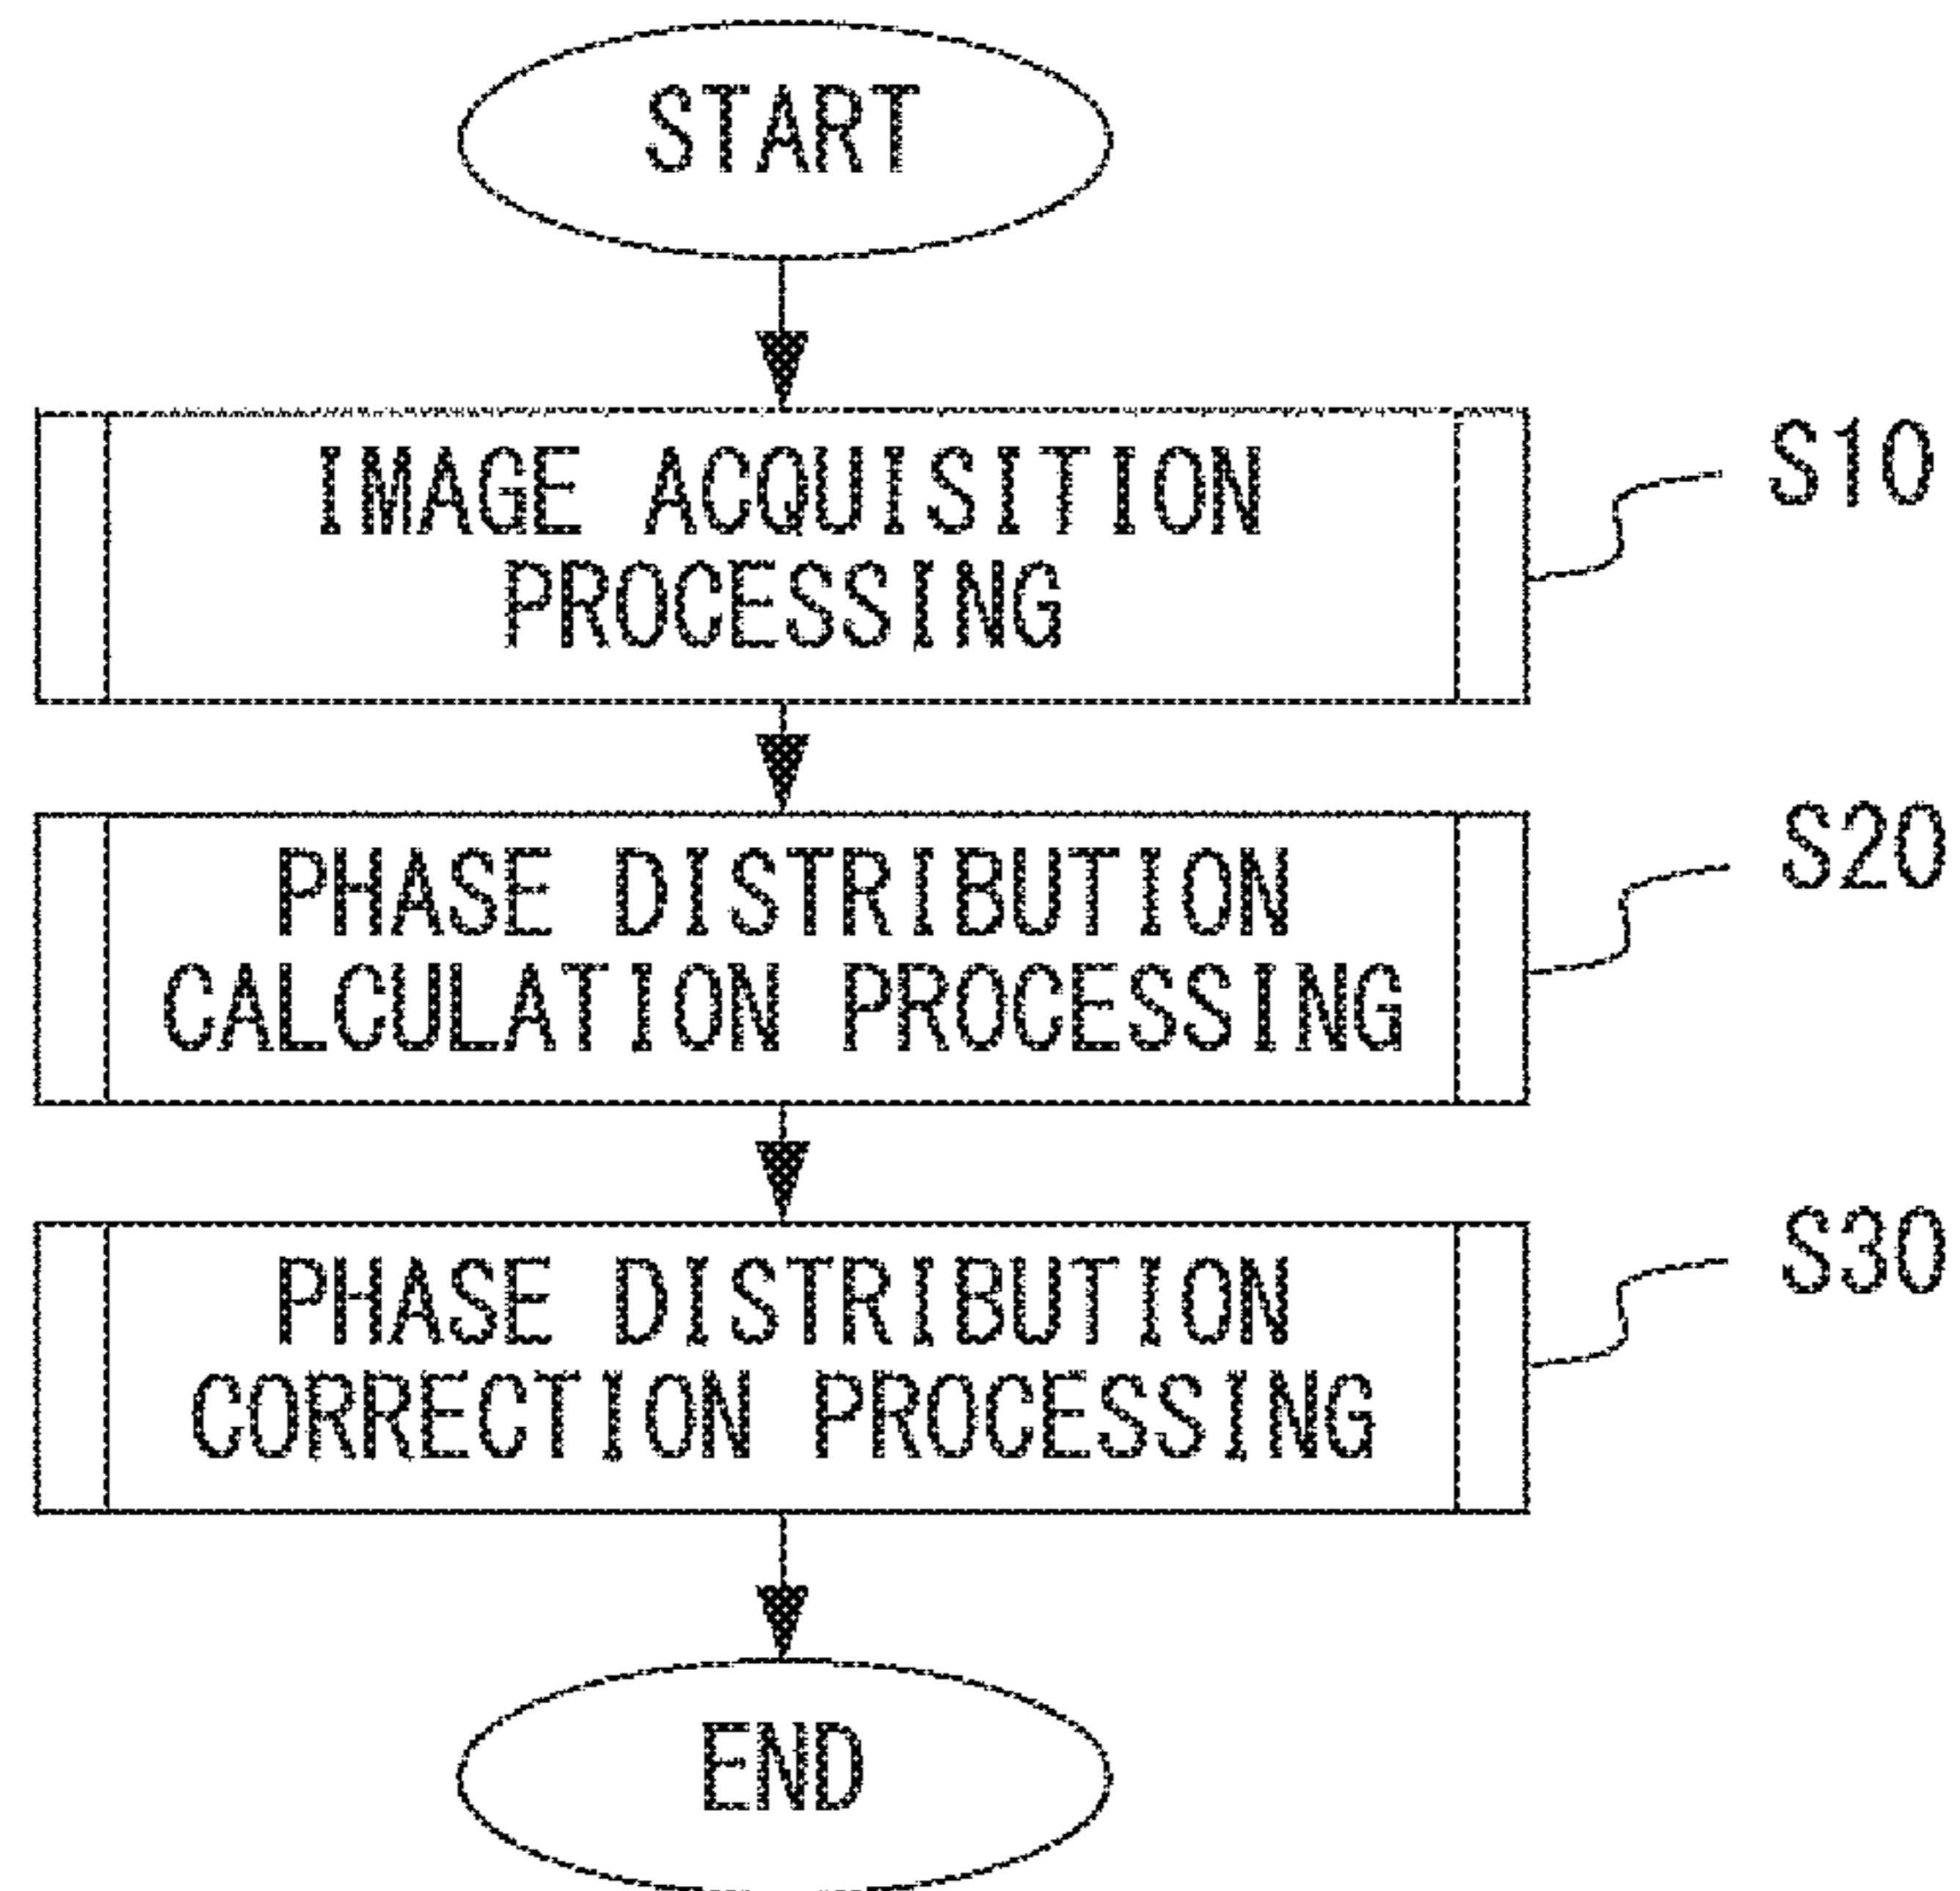 START
IMAGE ACQUISITION
PROCESSING
S10
PHASE DISTRIBUTION
CALCULATION PROCESSING
S20
PHASE DISTRIBUTION
CORRECTION PROCESSING
S30
END